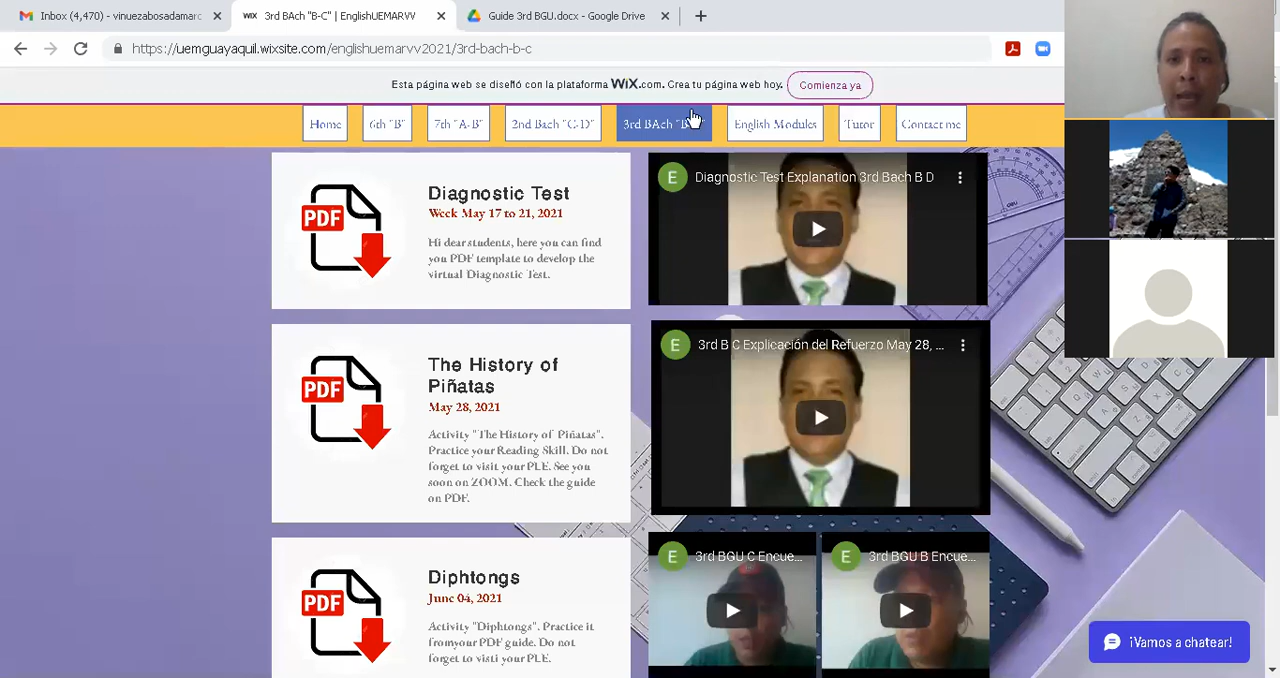 Inbox (4,470) - vinuezabosadamarc
3rd BAch "B-C" | EnglishUEMARVV
Guide 3rd BGU.docx - Google Drive
https://uemguayaquil.wixsite.com/englishuemarvv2021/3rd-bach-b-c
Esta página web se diseñó con la plataforma WiX.com. Crea tu página web hoy. Comienza ya
Home
6th "B"
"A-B"
2nd Bach "C-D"
3rd BAch
English Modules
Tutor
Contact me
PDF
Diagnostic Test
Week May 17 to 21, 2021
Hi dear students, here you can find
you PDF template to develop the
virtual Diagnostic Test.
E Diagnostic Test Explanation 3rd Bach B D
PDF
The History of
Piñatas
May 28, 2021
Activity "The History of Piñatas".
Practice your Reading Skill. Do not
forget to visit your PLE. See you
soon on ZOOM. Check the guide
on PDF.
E 3rd B C Explicación del Refuerzo May 28, ...
PDF
Diphtongs
June 04, 2021
Activity "Diphtongs". Practice it
from your PDF guide. Do not
forget to visti your PLE.
E 3rd BGU C Encue...
E 3rd BGU B Encue...
¡Vamos a chatear!